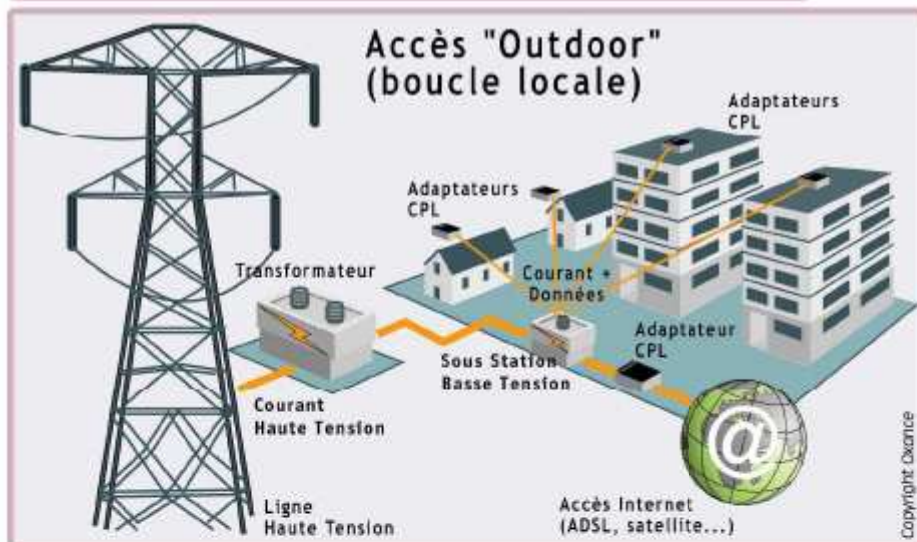 Accès "Outdoor"
(boucle locale)
Adaptateurs
CPL
Adaptateurs
CPL
Transformateur
Courant +
Données
Adaptateur
CPL
Sous Station
Basse Tension
Courant
Haute Tension
Ligne
Haute Tension
@
Accès Internet
(ADSL, satellite...)
Copyright Oxance